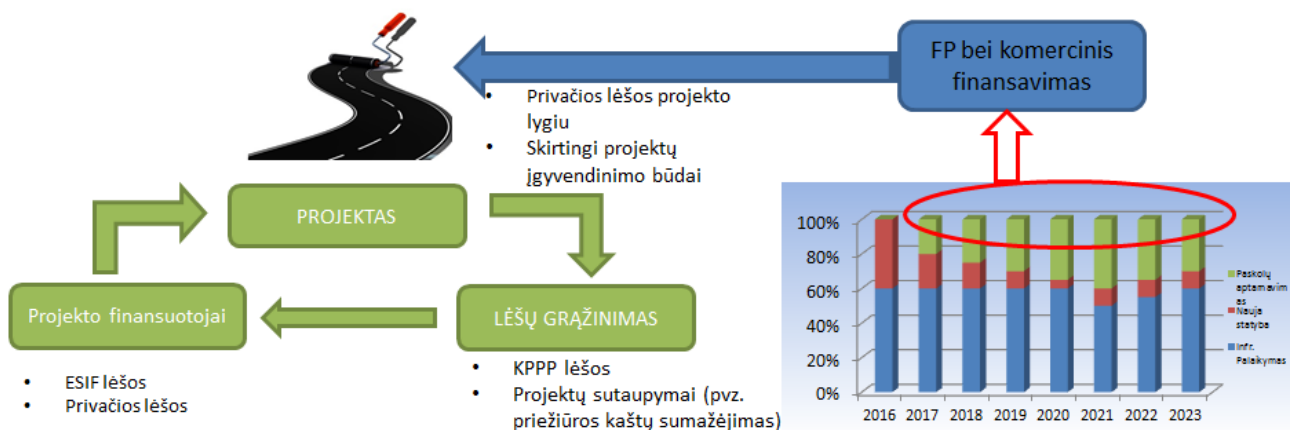 FP bei komercinis
finansavimas
• Privačios lėšos projekto
lygiu
• Skirtingi projektų
įgyvendinimo būdai
PROJEKTAS
Projekto finansuotojai
LĖŠŲ GRĄŽINIMAS
• ESIF lėšos
• Privačios lėšos
• KPPP lėšos
• Projektų sutaupymai (pvz.
priežiūros kaštų sumažėjimas)
100%
80%
60%
40%
20%
0%
2016 2017 2018 2019 2020 2021 2022 2023
Paskolų
aptarnavim
as
Nauja
statyba
Infr.
Palaikymas